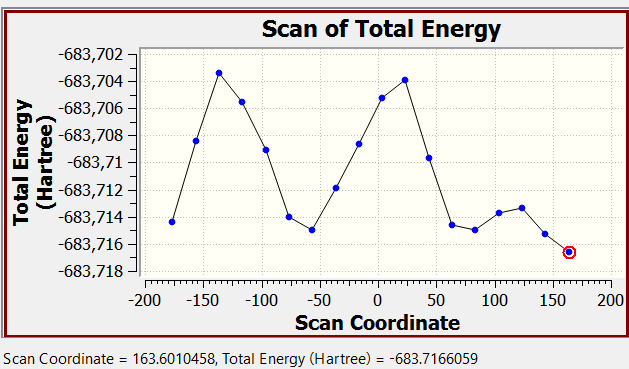 Scan of Total Energy
Total Energy
(Hartree)
-683,702
-683,704
-683,706
-683,708
-683,71
-683,712
-683,714
-683,716
-683,718
-200 -150 -100 -50 0 50 100 150 200
Scan Coordinate
Scan Coordinate = 163.6010458, Total Energy (Hartree) = -683.7166059